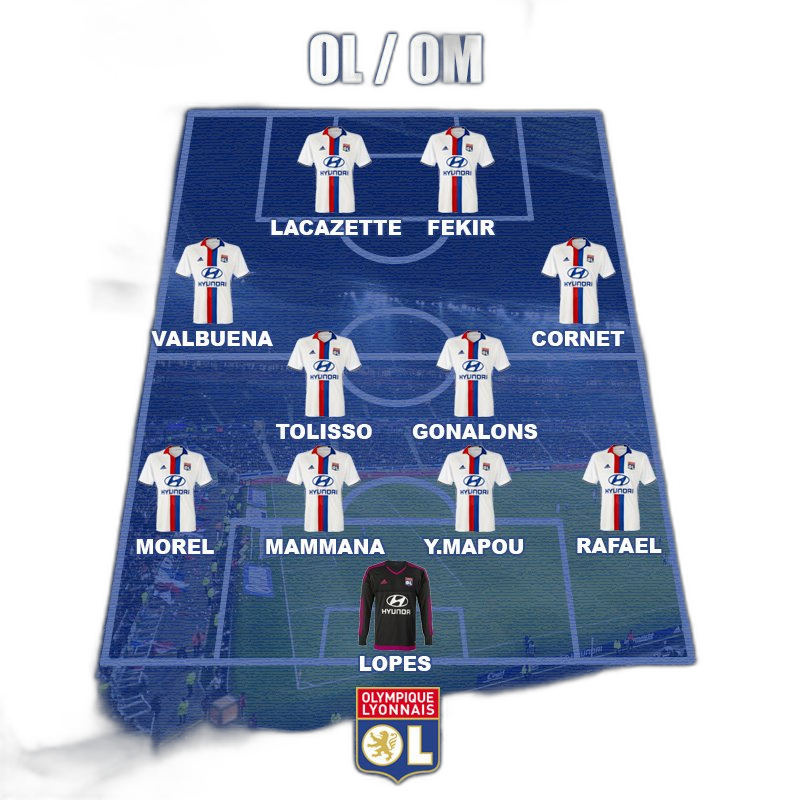 OL / OM
HYUNDAI HYUNDAI
LACAZETTE FEKIR
HYUNDAI HYUNDAI
VALBUENA CORNET
HYUNDAI HYUNDAI
TOLISSO GONALONS
HYUNDAI HYUNDAI HYUNDAI HYUNDAI
MOREL MAMMANA Y.MAPOU RAFAEL
HYUNDAI
LOPES
OLYMPIQUE
LYONNAIS
OL